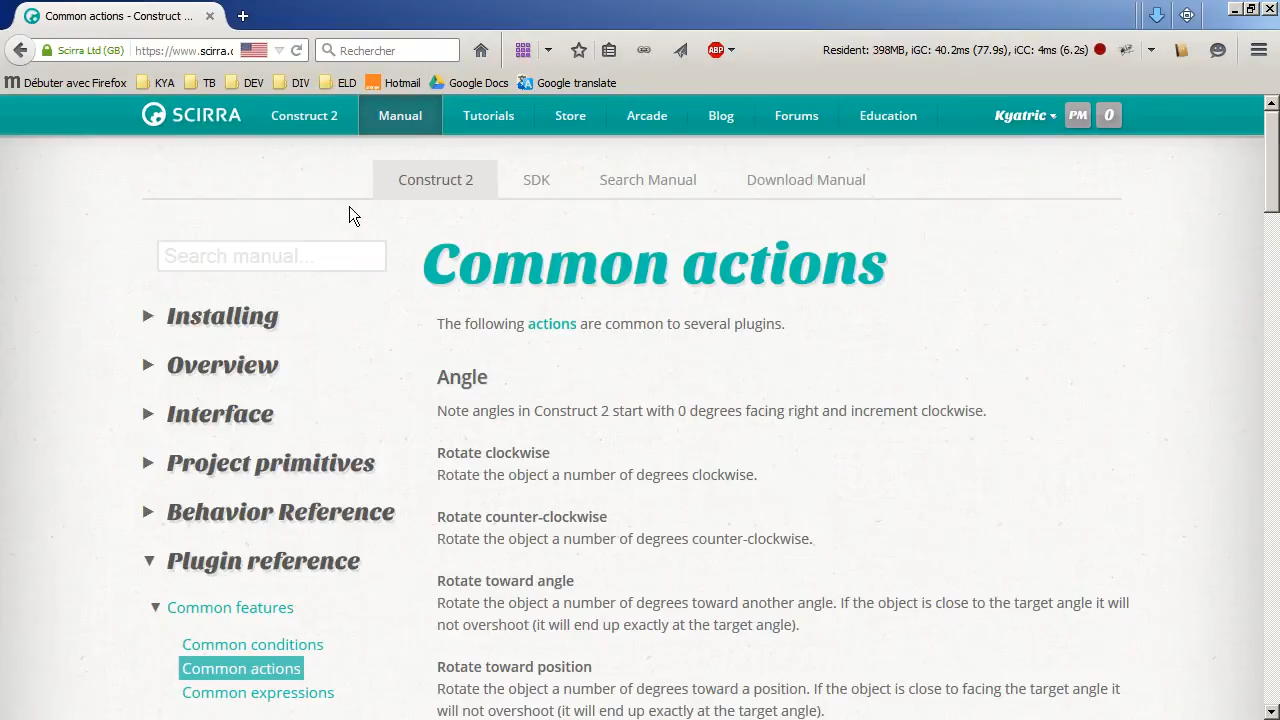 Common actions - Construct ...
Scirra Ltd (GB) https://www.scirra.c Rechercher Resident: 398MB, iGC: 40.2ms (77.9s), iCC: 4ms (6.2s)
ABP
Débuter avec Firefox KYA TB DEV DIV ELD Hotmail Google Docs Google translate
SCIRRA Construct 2 Manual Tutorials Store Arcade Blog Forums Education Kyatric PM 0
Construct 2 SDK Search Manual Download Manual
Search manual...
Installing
Overview
Interface
Project primitives
Behavior Reference
Plugin reference
Common features
Common conditions
Common actions
Common expressions
Common actions
The following actions are common to several plugins.
Angle
Note angles in Construct 2 start with 0 degrees facing right and increment clockwise.
Rotate clockwise
Rotate the object a number of degrees clockwise.
Rotate counter-clockwise
Rotate the object a number of degrees counter-clockwise.
Rotate toward angle
Rotate the object a number of degrees toward another angle. If the object is close to the target angle it will
not overshoot (it will end up exactly at the target angle).
Rotate toward position
Rotate the object a number of degrees toward a position. If the object is close to facing the target angle it
will not overshoot (it will end up exactly at the target angle).